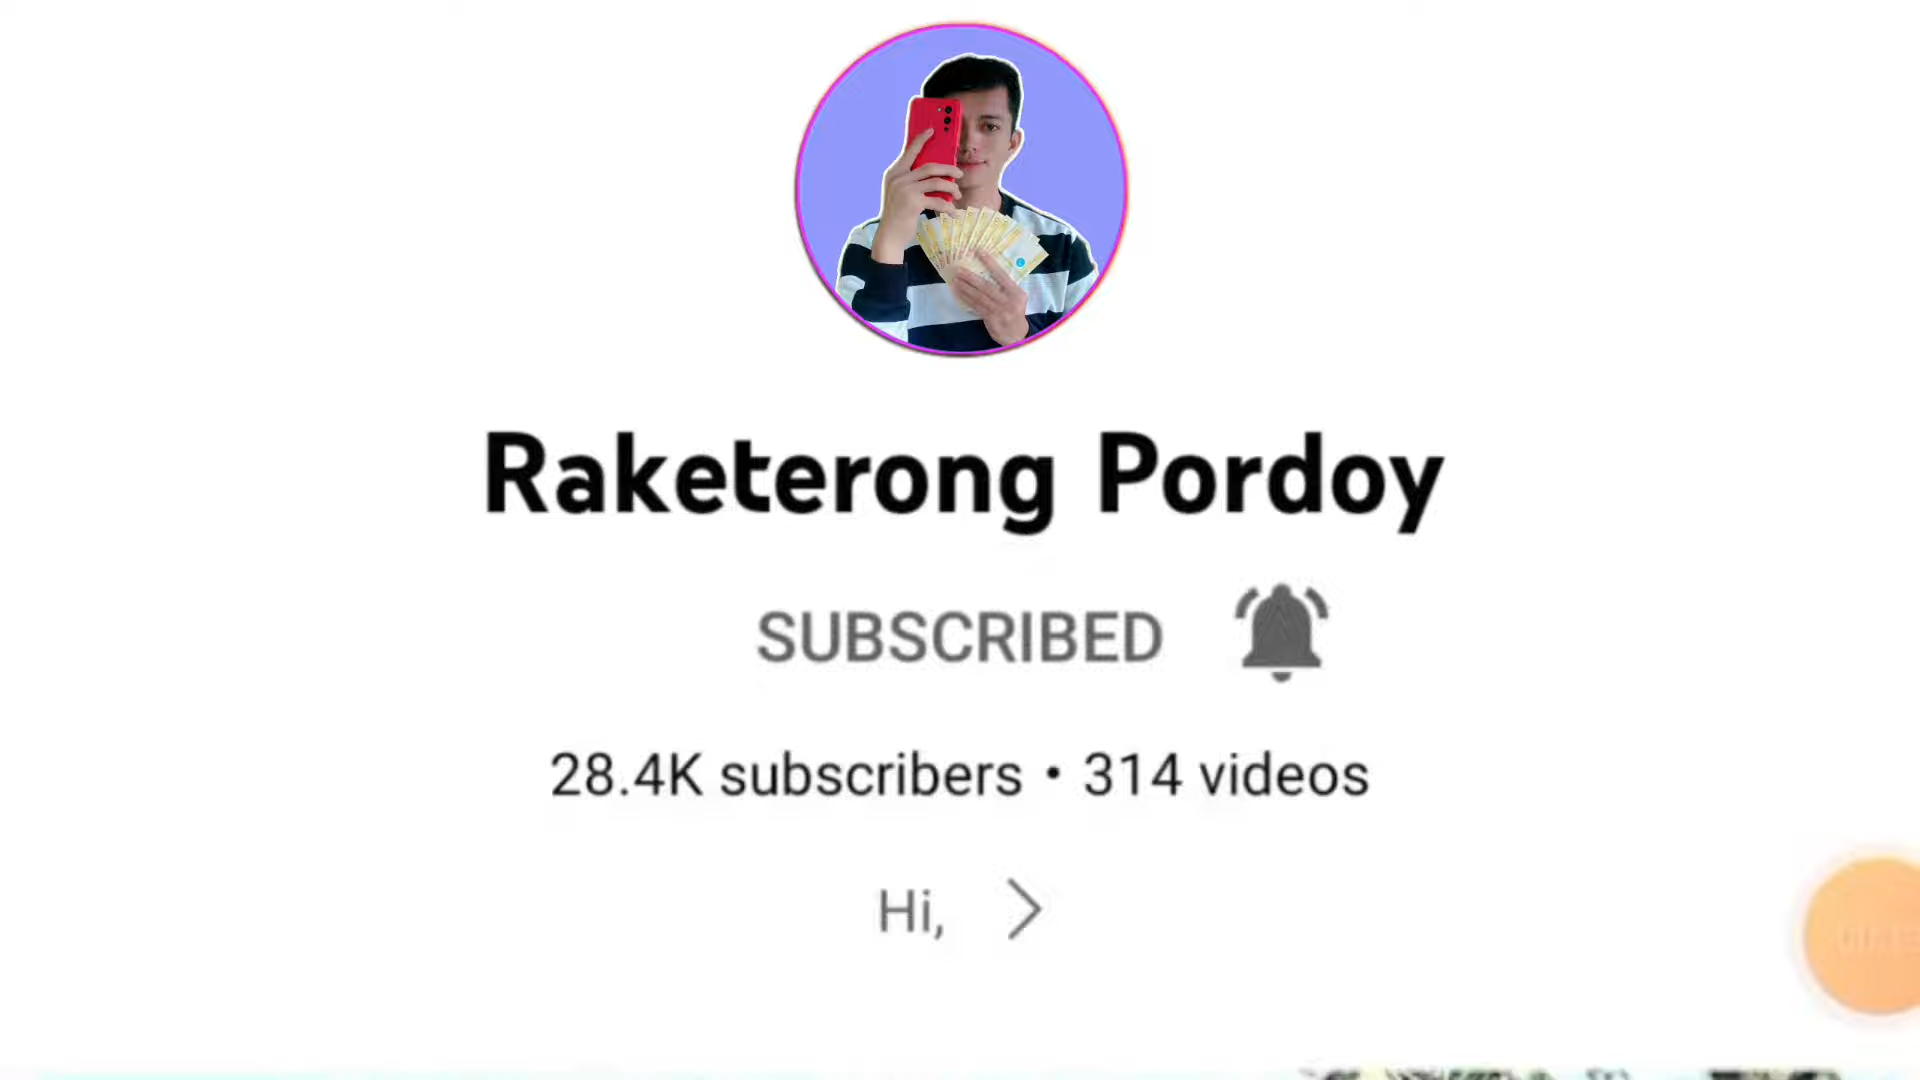 Raketerong Pordoy
SUBSCRIBED
28.4K subscribers • 314 videos
Hi,